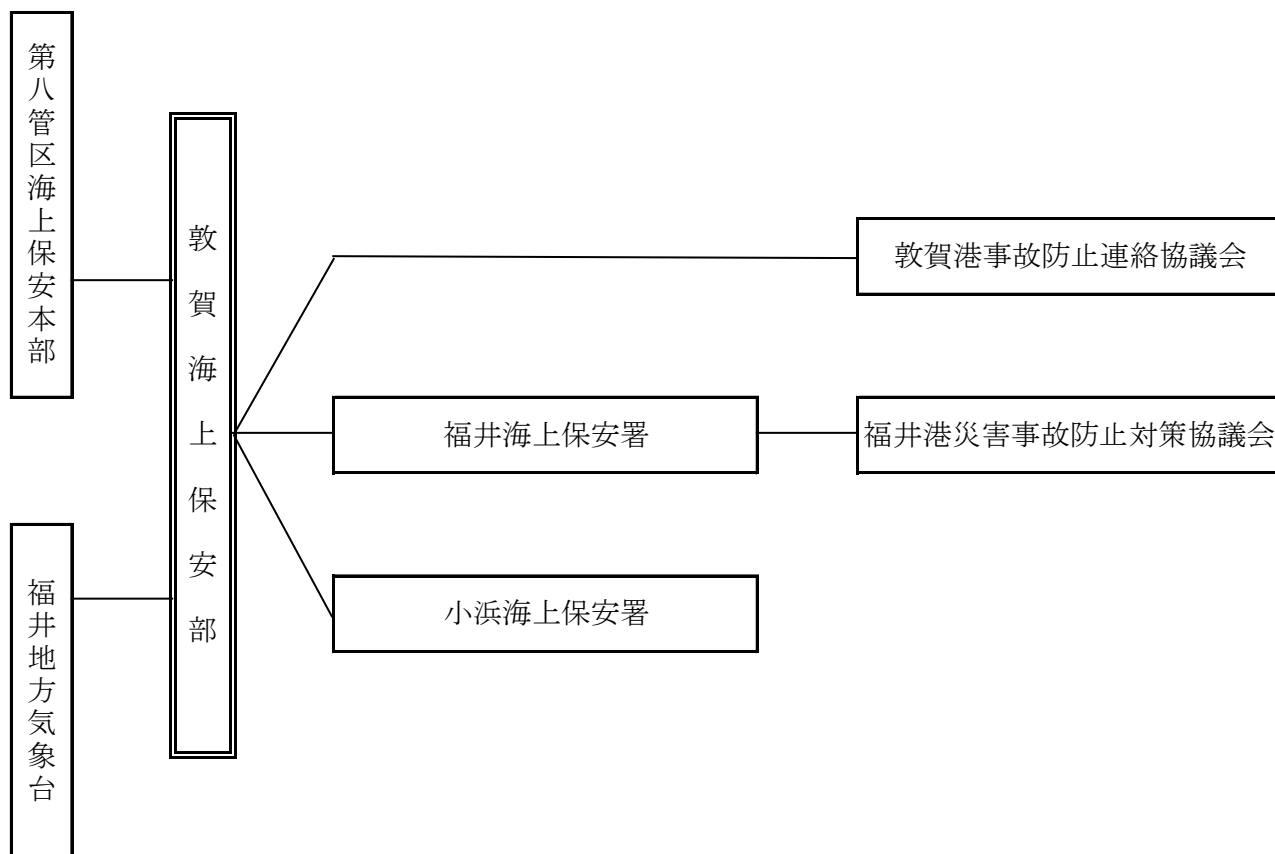 第八管区海上保安本部
敦賀海上保安部
敦賀港事故防止連絡協議会
福井海上保安署
福井港災害事故防止対策協議会
小浜海上保安署
福井地方気象台